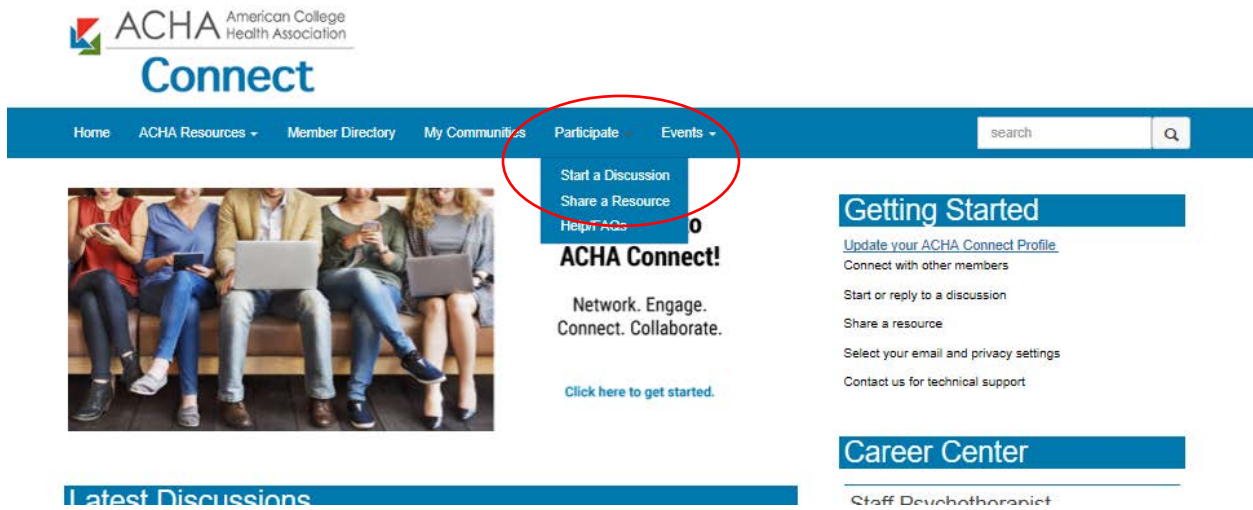 ACHA American College
Health Association
Connect
Home ACHA Resources Member Directory My Communities Participate Events search
Start a Discussion
Share a Resource
Help/FAQs
o
ACHA Connect!
Network. Engage.
Connect. Collaborate.
Click here to get started.
Getting Started
Update your ACHA Connect Profile
Connect with other members
Start or reply to a discussion
Share a resource
Select your email and privacy settings
Contact us for technical support
Career Center
Latest Discussions
Staff Psychotherapist